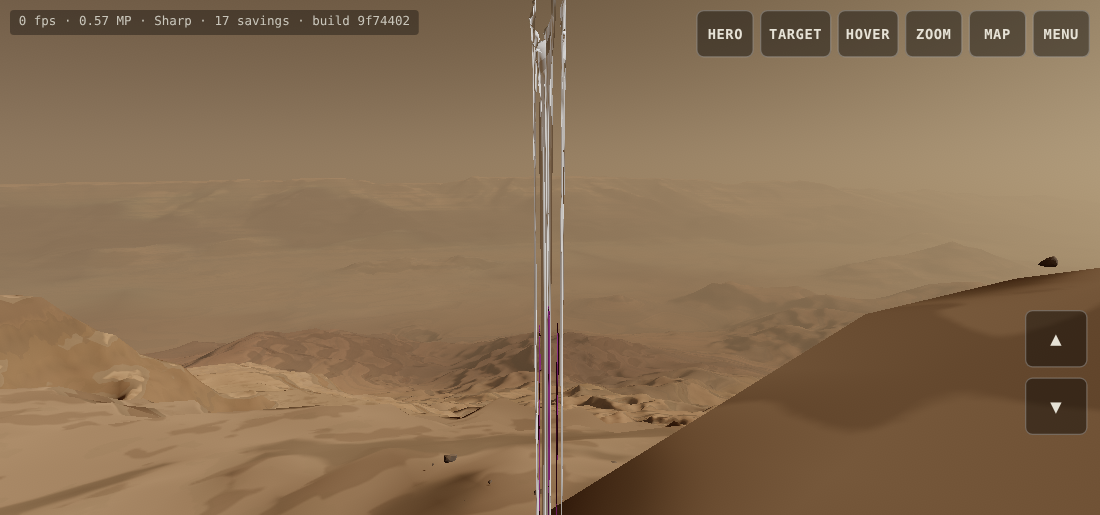 0 fps · 0.57 MP · Sharp · 17 savings · build 9f74402
HERO TARGET HOVER ZOOM MAP MENU
▲
▼